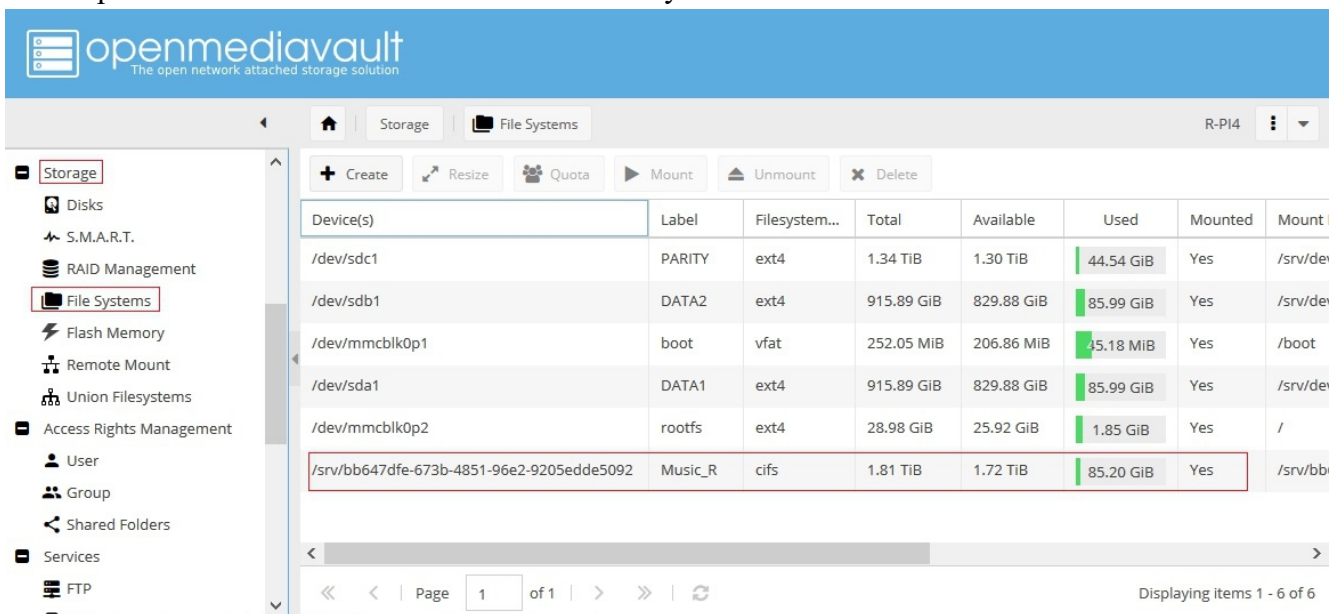 openmediavault
The open network attached storage solution
Storage
File Systems
R-PI4
Storage
Disks
S.M.A.R.T.
RAID Management
File Systems
Flash Memory
Remote Mount
Union Filesystems
Access Rights Management
User
Group
Shared Folders
Services
FTP
Create Resize Quota Mount Unmount Delete
Device(s) Label Filesystem... Total Available Used Mounted Mount
/dev/sdc1 PARITY ext4 1.34 TiB 1.30 TiB 44.54 GiB Yes /srv/dev
/dev/sdb1 DATA2 ext4 915.89 GiB 829.88 GiB 85.99 GiB Yes /srv/dev
/dev/mmcblk0p1 boot vfat 252.05 MiB 206.86 MiB 45.18 MiB Yes /boot
/dev/sda1 DATA1 ext4 915.89 GiB 829.88 GiB 85.99 GiB Yes /srv/dev
/dev/mmcblk0p2 rootfs ext4 28.98 GiB 25.92 GiB 1.85 GiB Yes /
/srv/bb647dfe-673b-4851-96e2-9205edde5092 Music_R cifs 1.81 TiB 1.72 TiB 85.20 GiB Yes /srv/bb
Page 1 of 1
Displaying items 1 - 6 of 6